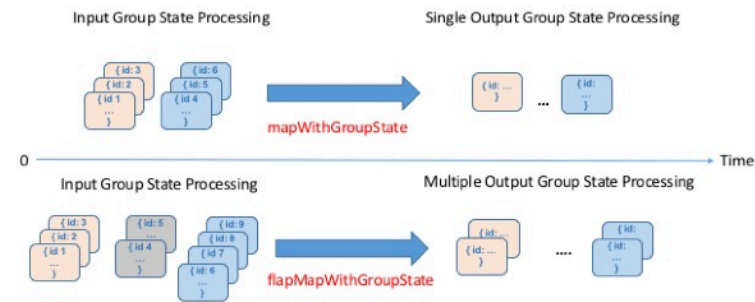 Input Group State Processing
Single Output Group State Processing
{ id: 3
{ id: 2
{ id 1
...
}
{ id: 6
{ id: 5
{ id 4
...
}
mapWithGroupState
{ id: ...
}
...
{ id:
...
}
0
Time
Input Group State Processing
Multiple Output Group State Processing
{ id: 3
{ id: 2
{ id 1
...
}
{ id: 5
...
{ id 4
...
}
{ id: 9
{ id: 8
{ id 7
{ id: 6
...
}
flapMapWithGroupState
{ id: ...
{ id: ...
}
....
{ id:
{ id:
...
}